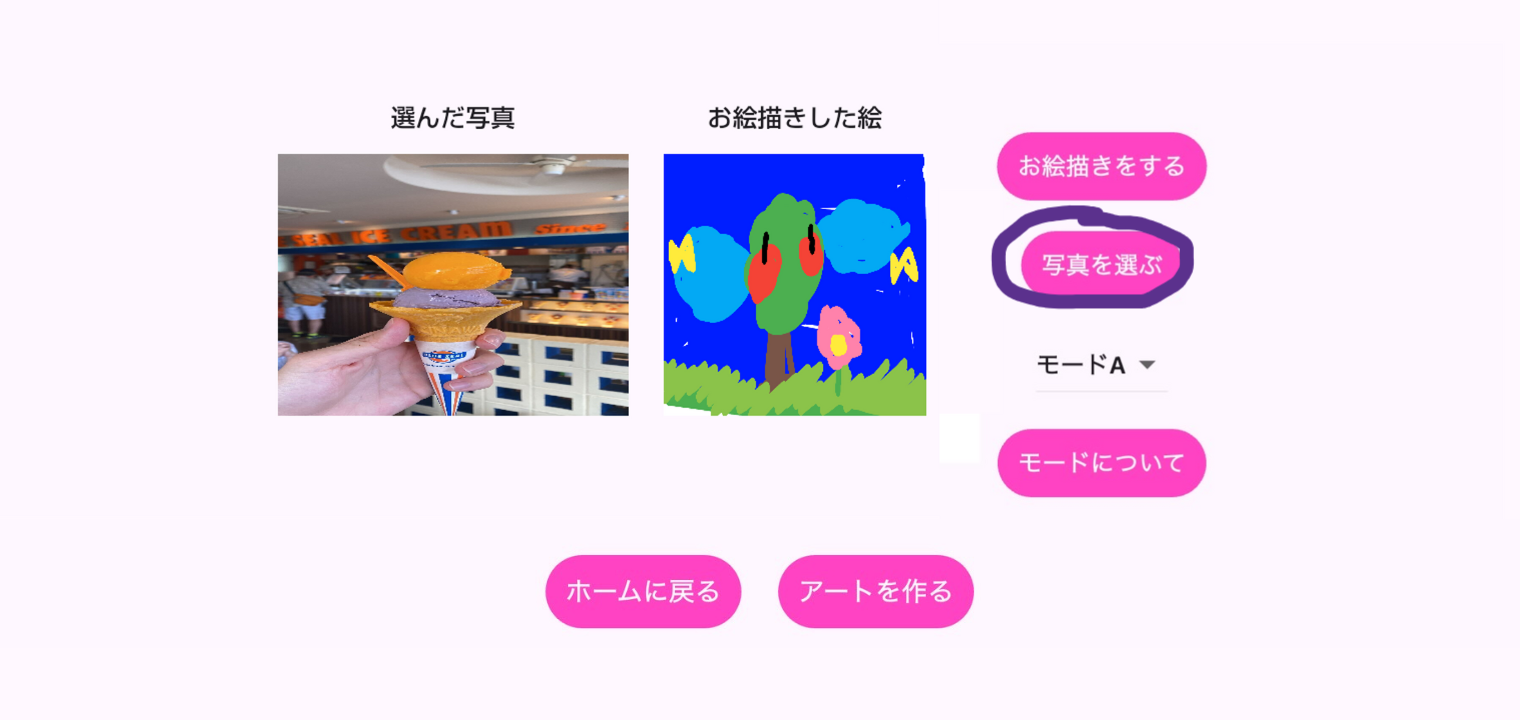 選んだ写真
お絵描きした絵
お絵描きをする
写真を選ぶ
ICE CREAM
Since
モードA
モードについて
ホームに戻る
アートを作る